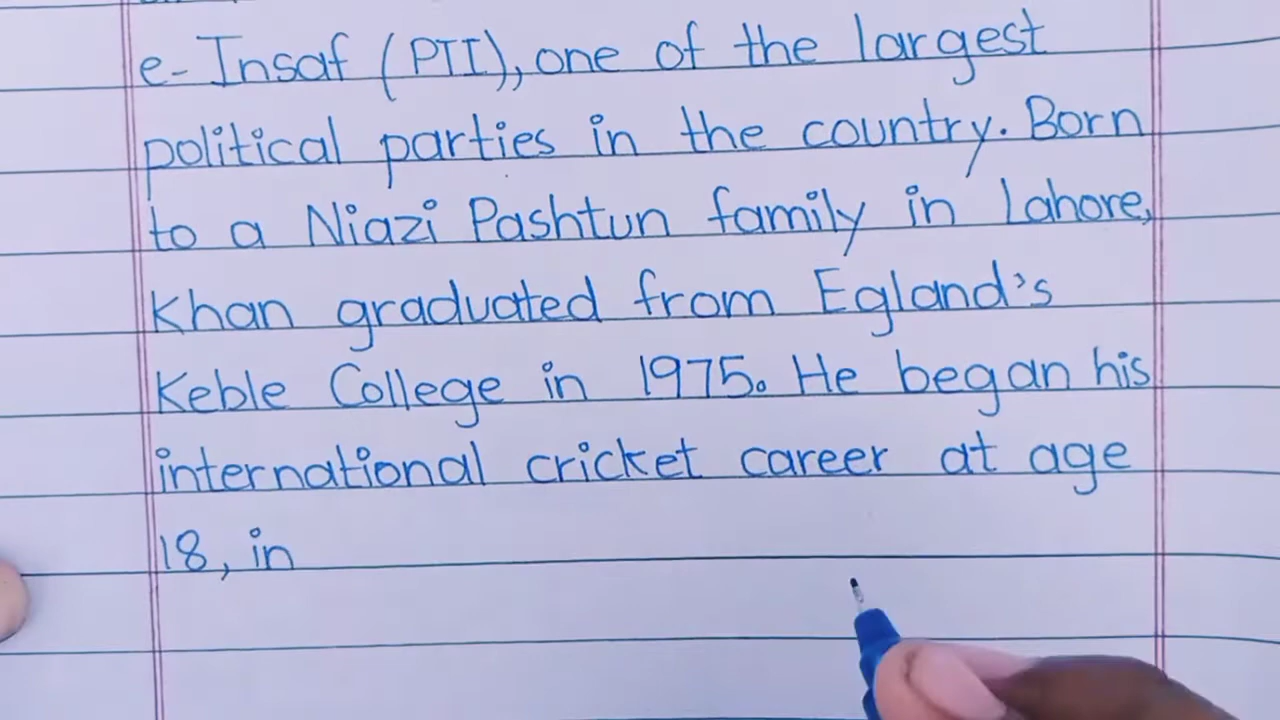 e-Insaf (PTI), one of the largest
political parties in the country. Born
to a Niazi Pashtun family in Lahore,
Khan graduated from Egland's
Keble College in 1975. He began his
international cricket career at age
18, in